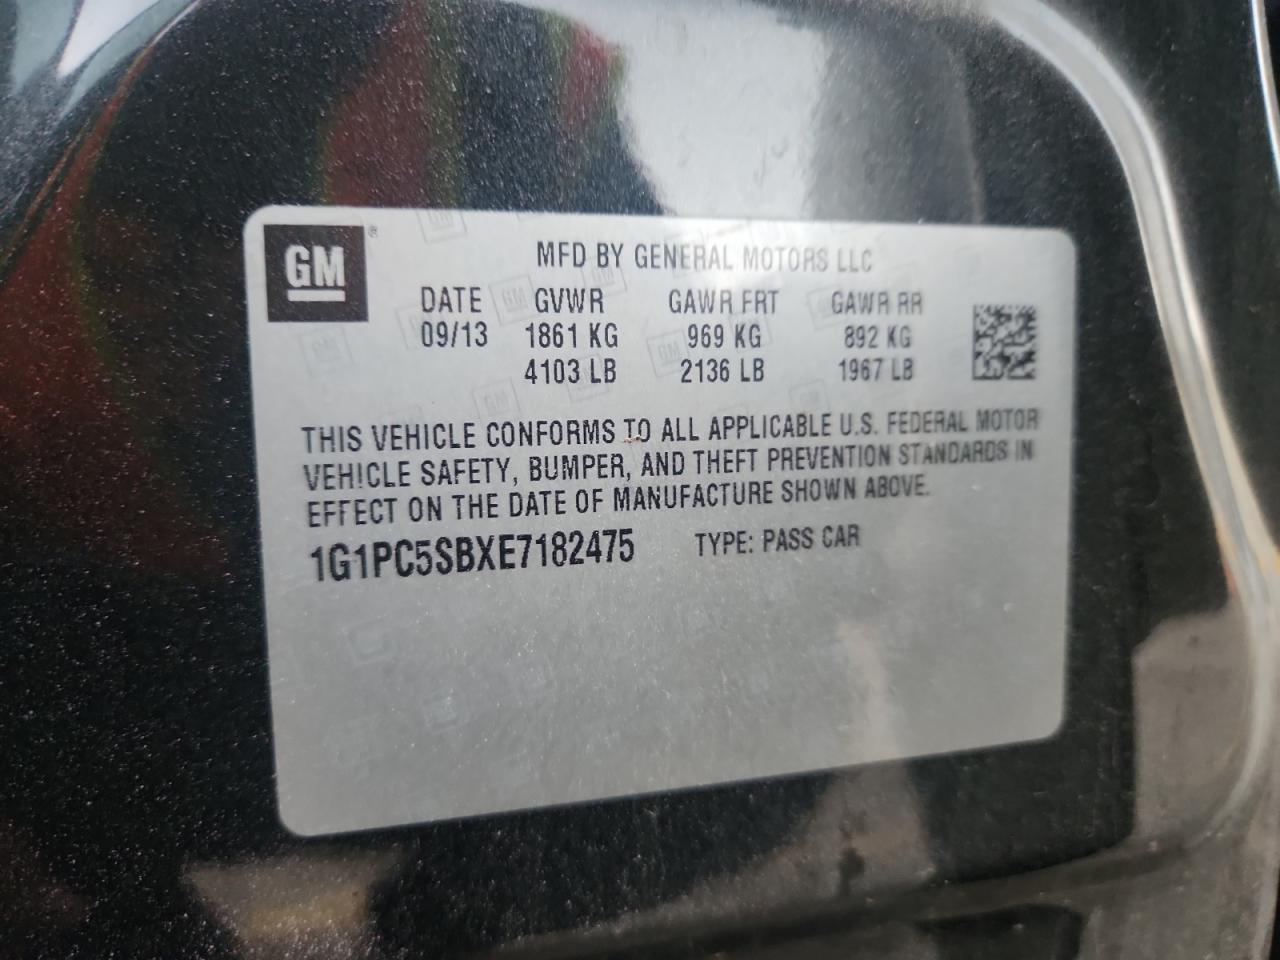 GM®
MFD BY GENERAL MOTORS LLC
DATE GVWR GAWR FRT GAWR RR
09/13 1861 KG 969 KG 892 KG
4103 LB 2136 LB 1967 LB
THIS VEHICLE CONFORMS TO ALL APPLICABLE U.S. FEDERAL MOTOR
VEHICLE SAFETY, BUMPER, AND THEFT PREVENTION STANDARDS IN
EFFECT ON THE DATE OF MANUFACTURE SHOWN ABOVE.
1G1PC5SBXE7182475 TYPE: PASS CAR